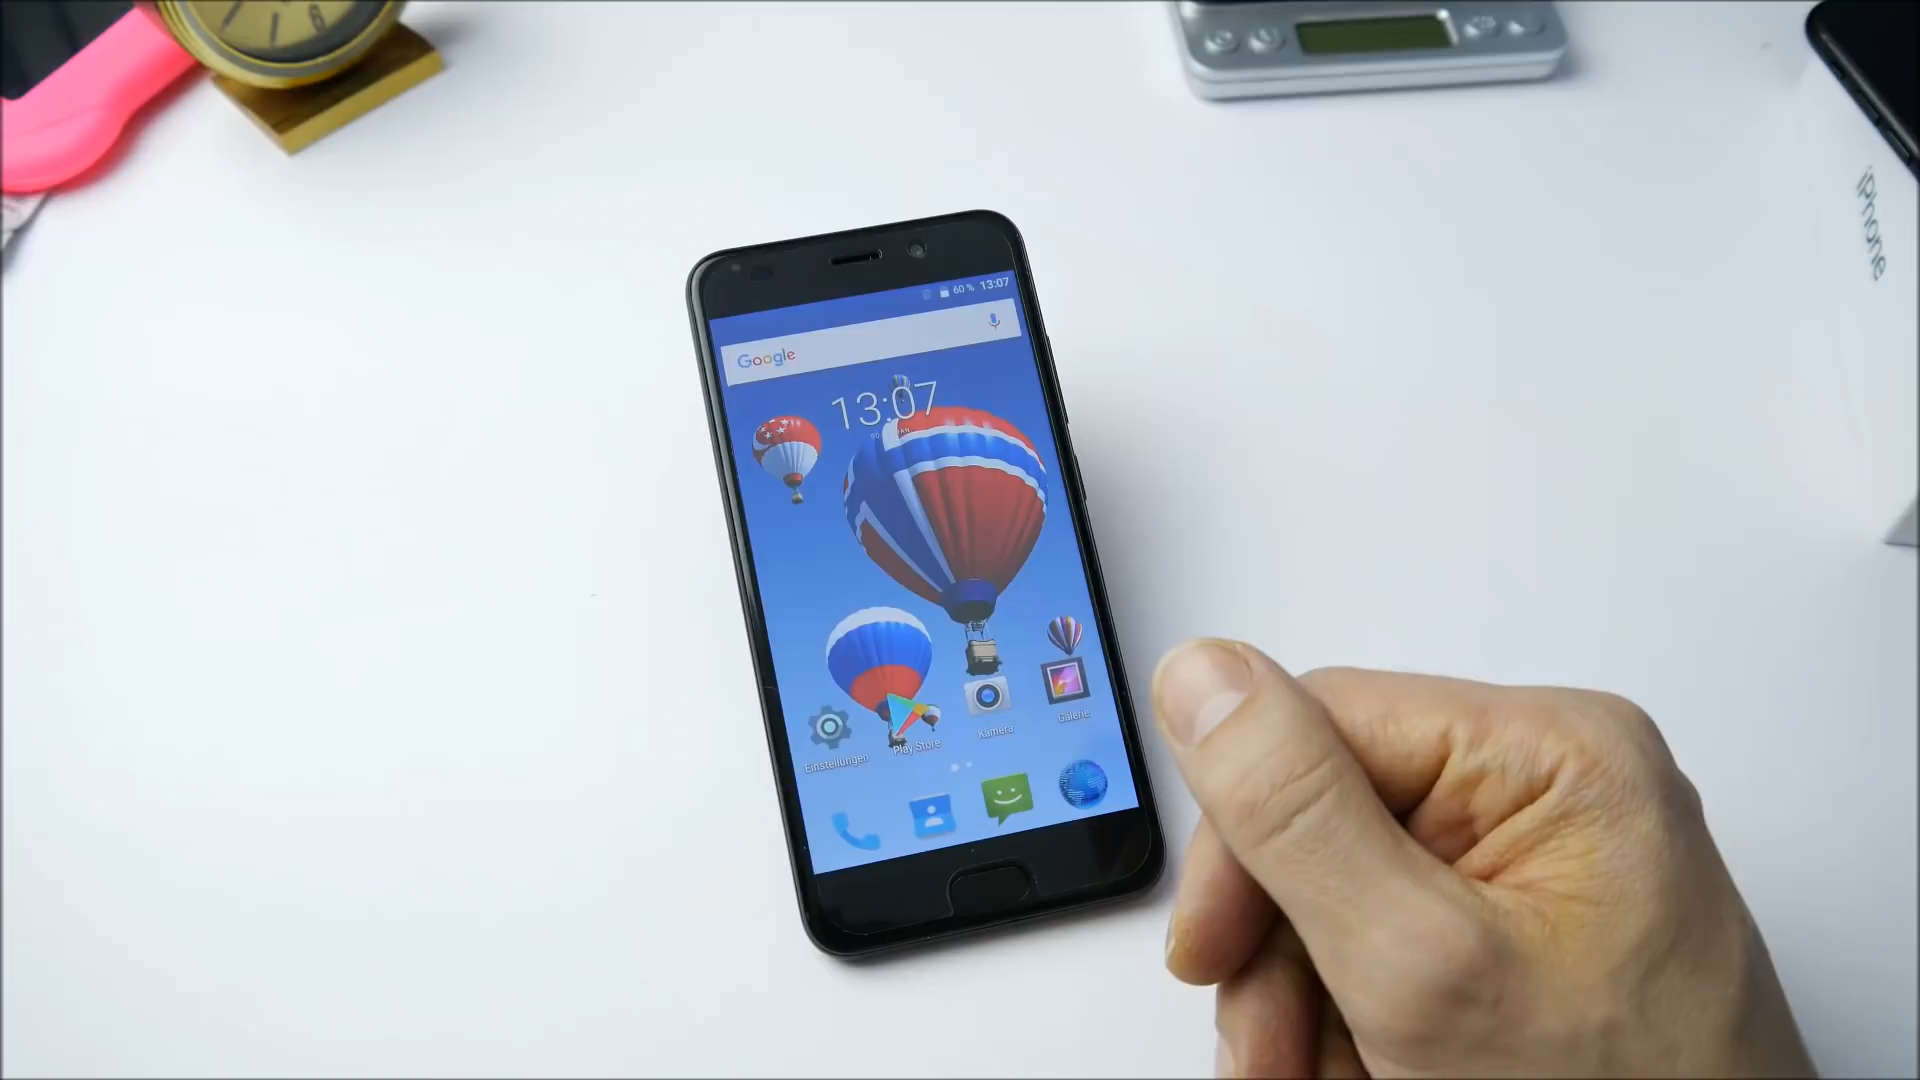 60 % 13:07
Google
13:07
Einstellungen
Play Store
Kamera
Galerie
iPhone